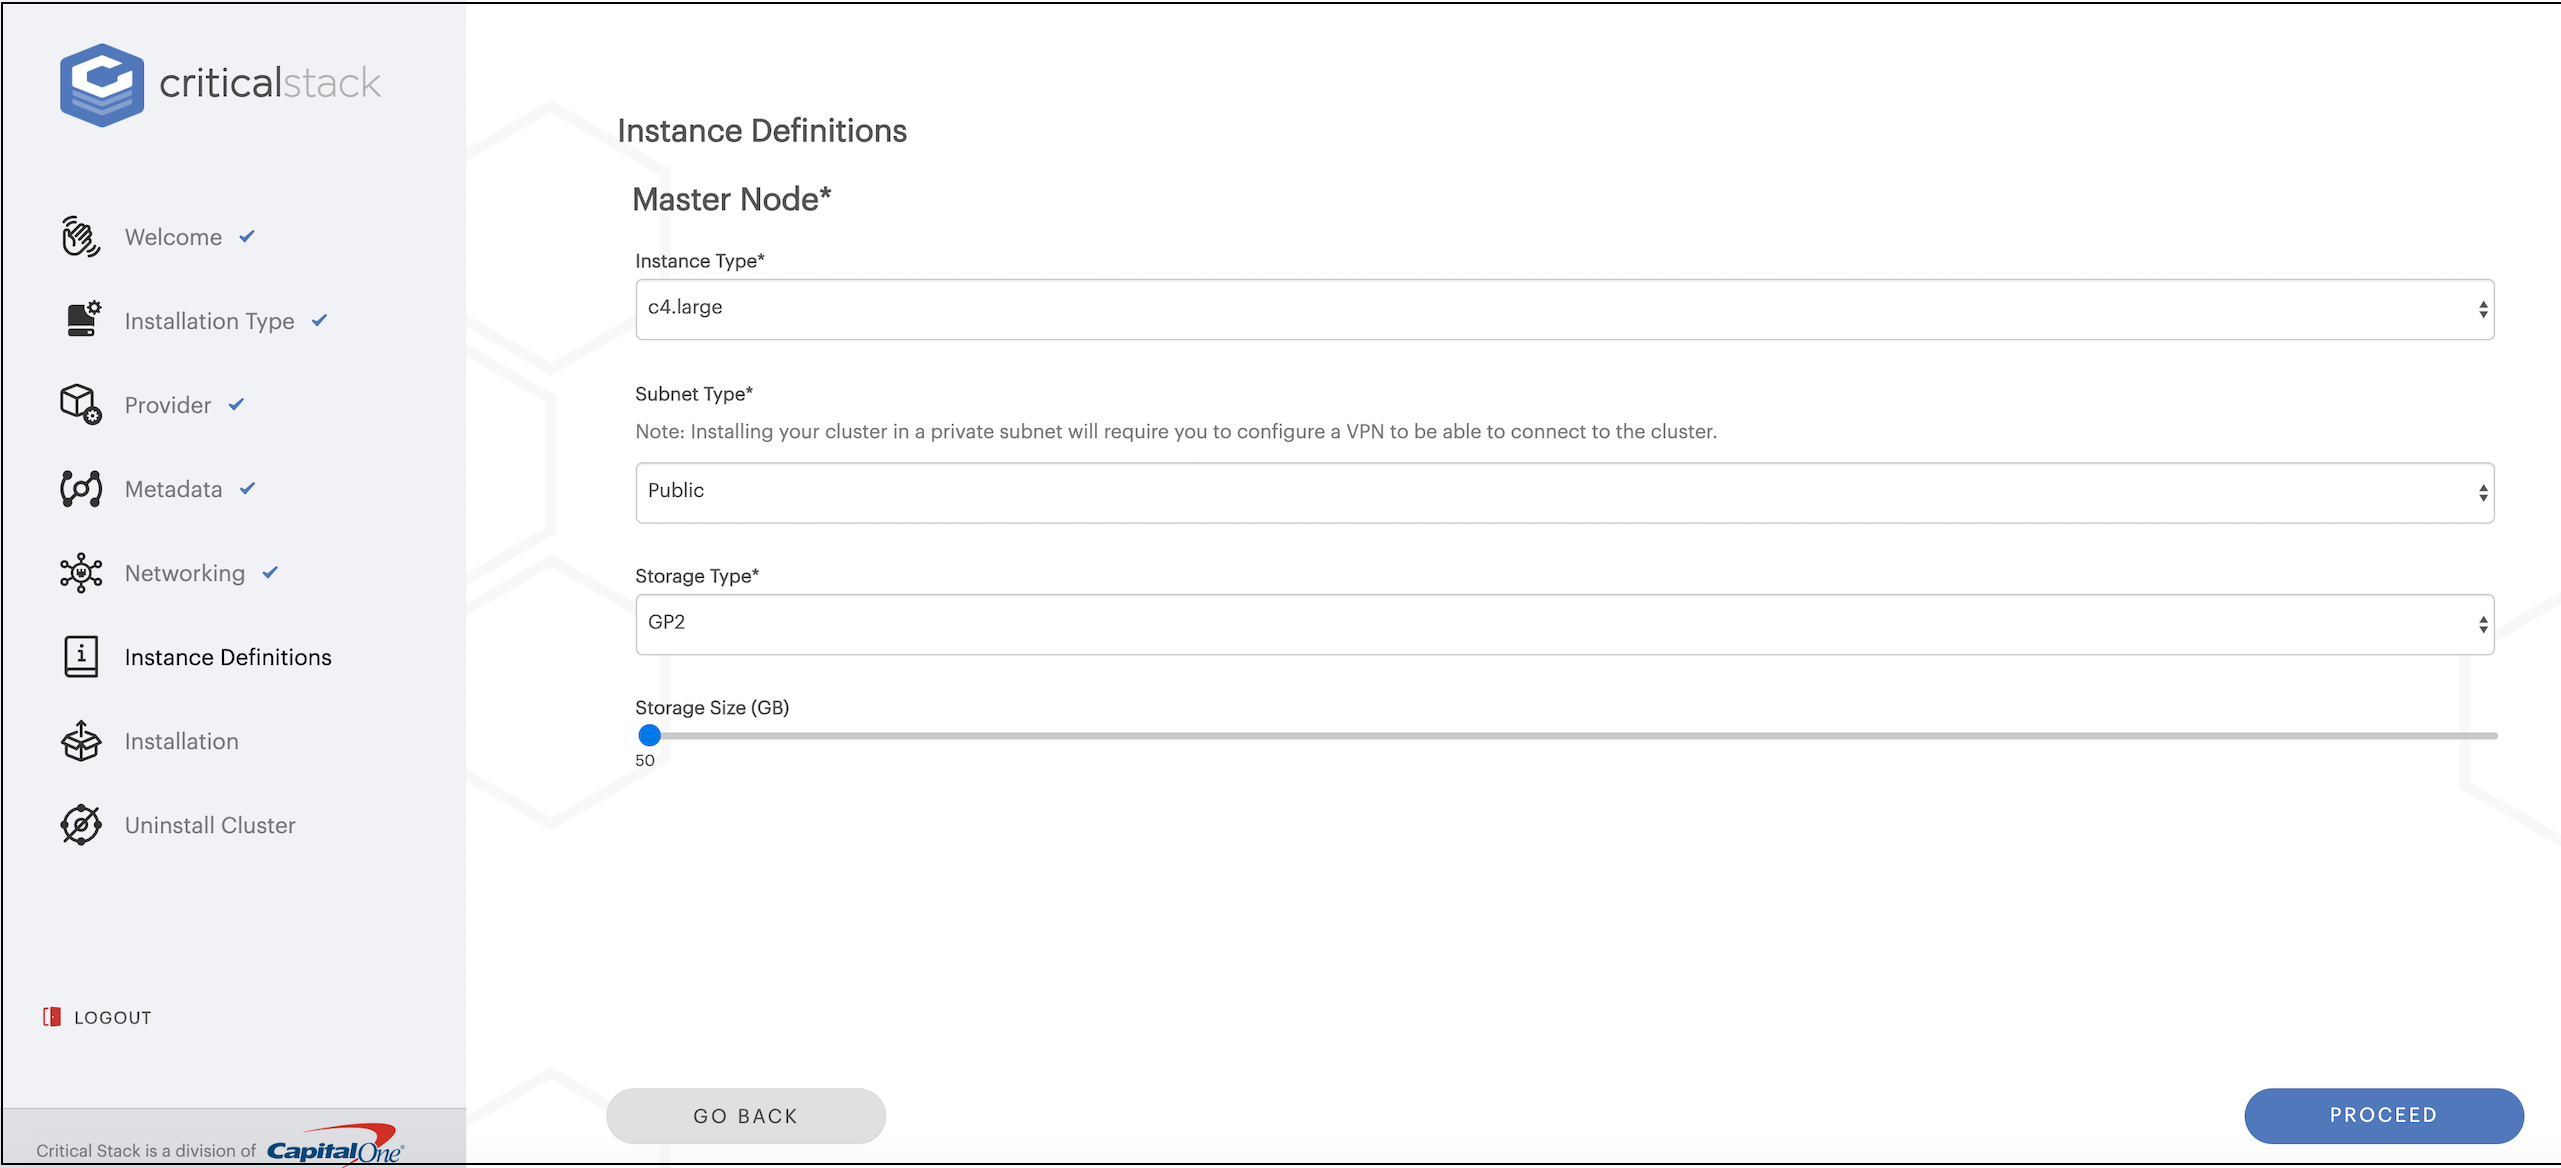 criticalstack
Welcome
Installation Type
Provider
Metadata
Networking
Instance Definitions
Installation
Uninstall Cluster
LOGOUT
Critical Stack is a division of CapitalOne®
Instance Definitions
Master Node*
Instance Type*
c4.large
Subnet Type*
Note: Installing your cluster in a private subnet will require you to configure a VPN to be able to connect to the cluster.
Public
Storage Type*
GP2
Storage Size (GB)
50
GO BACK
PROCEED